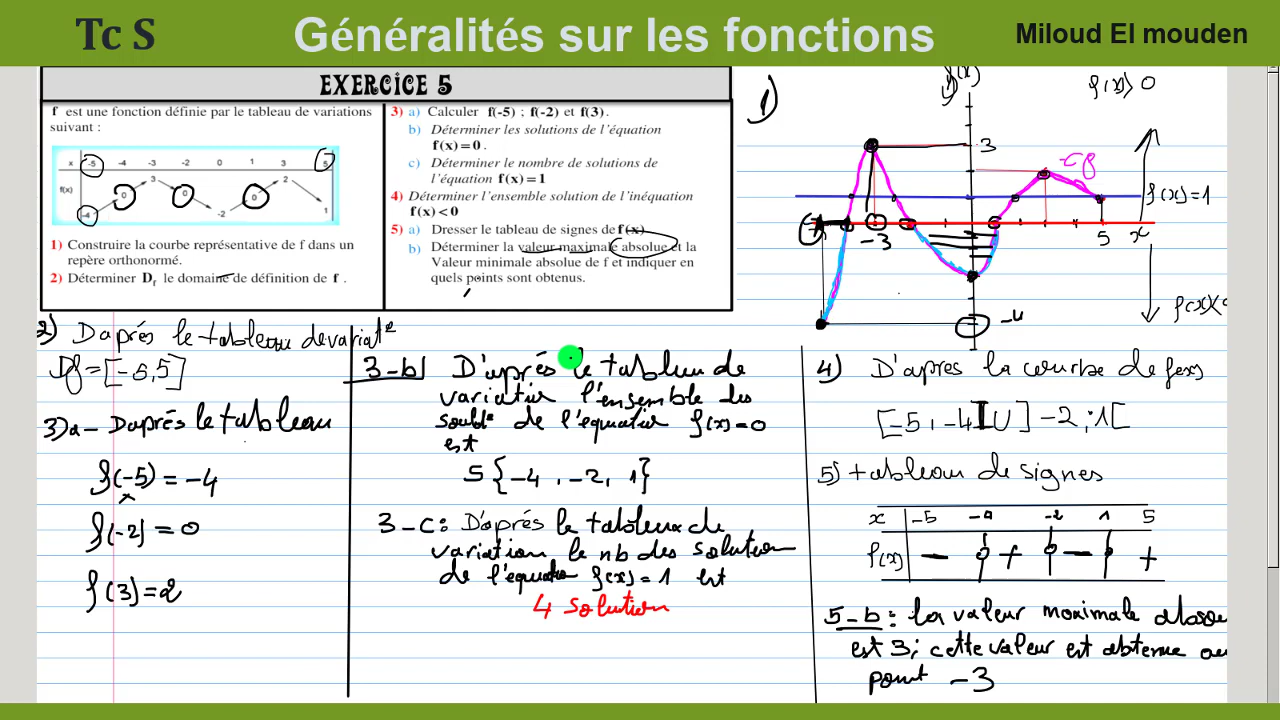 Tc S
Généralités sur les fonctions
Miloud El mouden
EXERCICE 5
f est une fonction définie par le tableau de variations
suivant :
x -5 -4 -3 -2 0 1 3 5
f(x) -4 0 3 0 -2 0 2 1
1) Construire la courbe representative de f dans un
repère orthonormé.
2) Déterminer Df le domaine de définition de f .
3) a) Calculer f(-5) ; f(-2) et f(3).
b) Déterminer les solutions de l'équation
f(x)=0 .
c) Déterminer le nombre de solutions de
l'équation f(x)=1
4) Déterminer l'ensemble solution de l'inéquation
f(x)<0
5) a) Dresser le tableau de signes de f(x)
b) Déterminer la valeur maximale absolue et la
Valeur minimale absolue de f et indiquer en
quels points sont obtenus.
1)
f(x)
f(x)> 0
3
Cf
f(x)=1
-3
5
x
-4
f(x)<0
2) D'aprés le tableau de variat°
Df = [-5,5]
3)a- D'aprés le tableau
f(-5) = -4
f(-2) = 0
f(3)=2
3-b) D'aprés le tableau de
variation l'ensemble des
de l'équation f(x)=0
est
S{-4, -2, 1}
3-c: D'aprés le tableau de
variation le nb des solution
de l'équation f(x)=1 est
4 solution
4) D'apres la courbe de f(x)
[-5, -4[ U ]-2 ; 1[
5) tableau de signes
x -5 -4 -2 1 5
f(x) - 0 + 0 - 0 +
5-b: la valeur maximale absolu
est 3; cette valeur est obtenue au
point -3